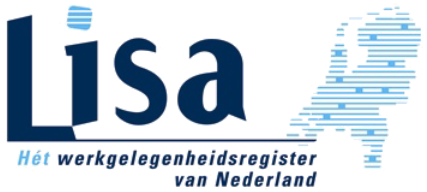 Lisa
Hét werkgelegenheidsregister
van Nederland